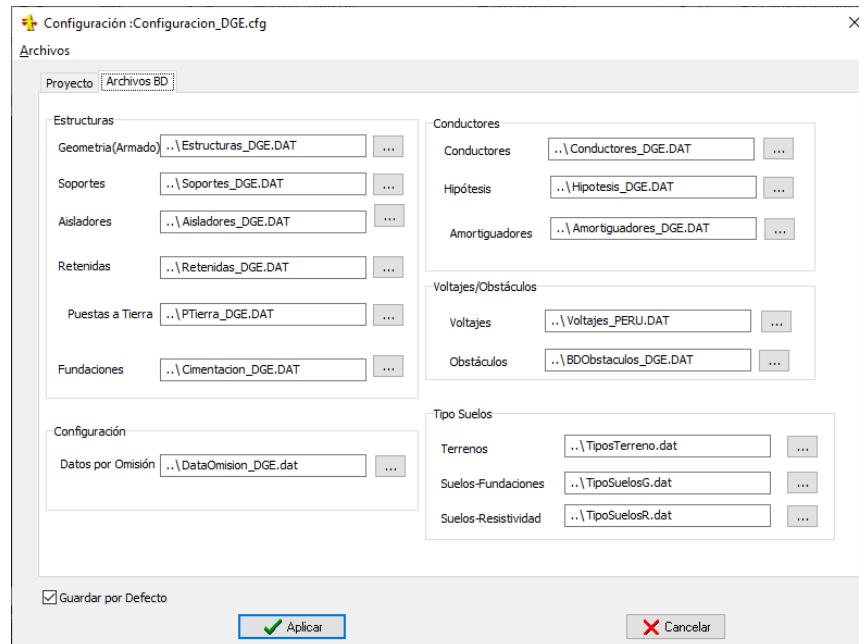 Configuración :Configuracion_DGE.cfg
Archivos
Proyecto
Archivos BD
Estructuras
Geometria(Armado)
..\Estructuras_DGE.DAT
...
Soportes
..\Soportes_DGE.DAT
...
Aisladores
..\Aisladores_DGE.DAT
...
Retenidas
..\Retenidas_DGE.DAT
...
Puestas a Tierra
..\PTierra_DGE.DAT
...
Fundaciones
..\Cimentacion_DGE.DAT
...
Configuración
Datos por Omisión
..\DataOmision_DGE.dat
...
Conductores
Conductores
..\Conductores_DGE.DAT
...
Hipótesis
..\Hipotesis_DGE.DAT
...
Amortiguadores
..\Amortiguadores_DGE.DAT
...
Voltajes/Obstáculos
Voltajes
..\Voltajes_PERU.DAT
...
Obstáculos
..\BDObstaculos_DGE.DAT
...
Tipo Suelos
Terrenos
..\TiposTerreno.dat
...
Suelos-Fundaciones
..\TipoSuelosG.dat
...
Suelos-Resistividad
..\TipoSuelosR.dat
...
Guardar por Defecto
Aplicar
Cancelar